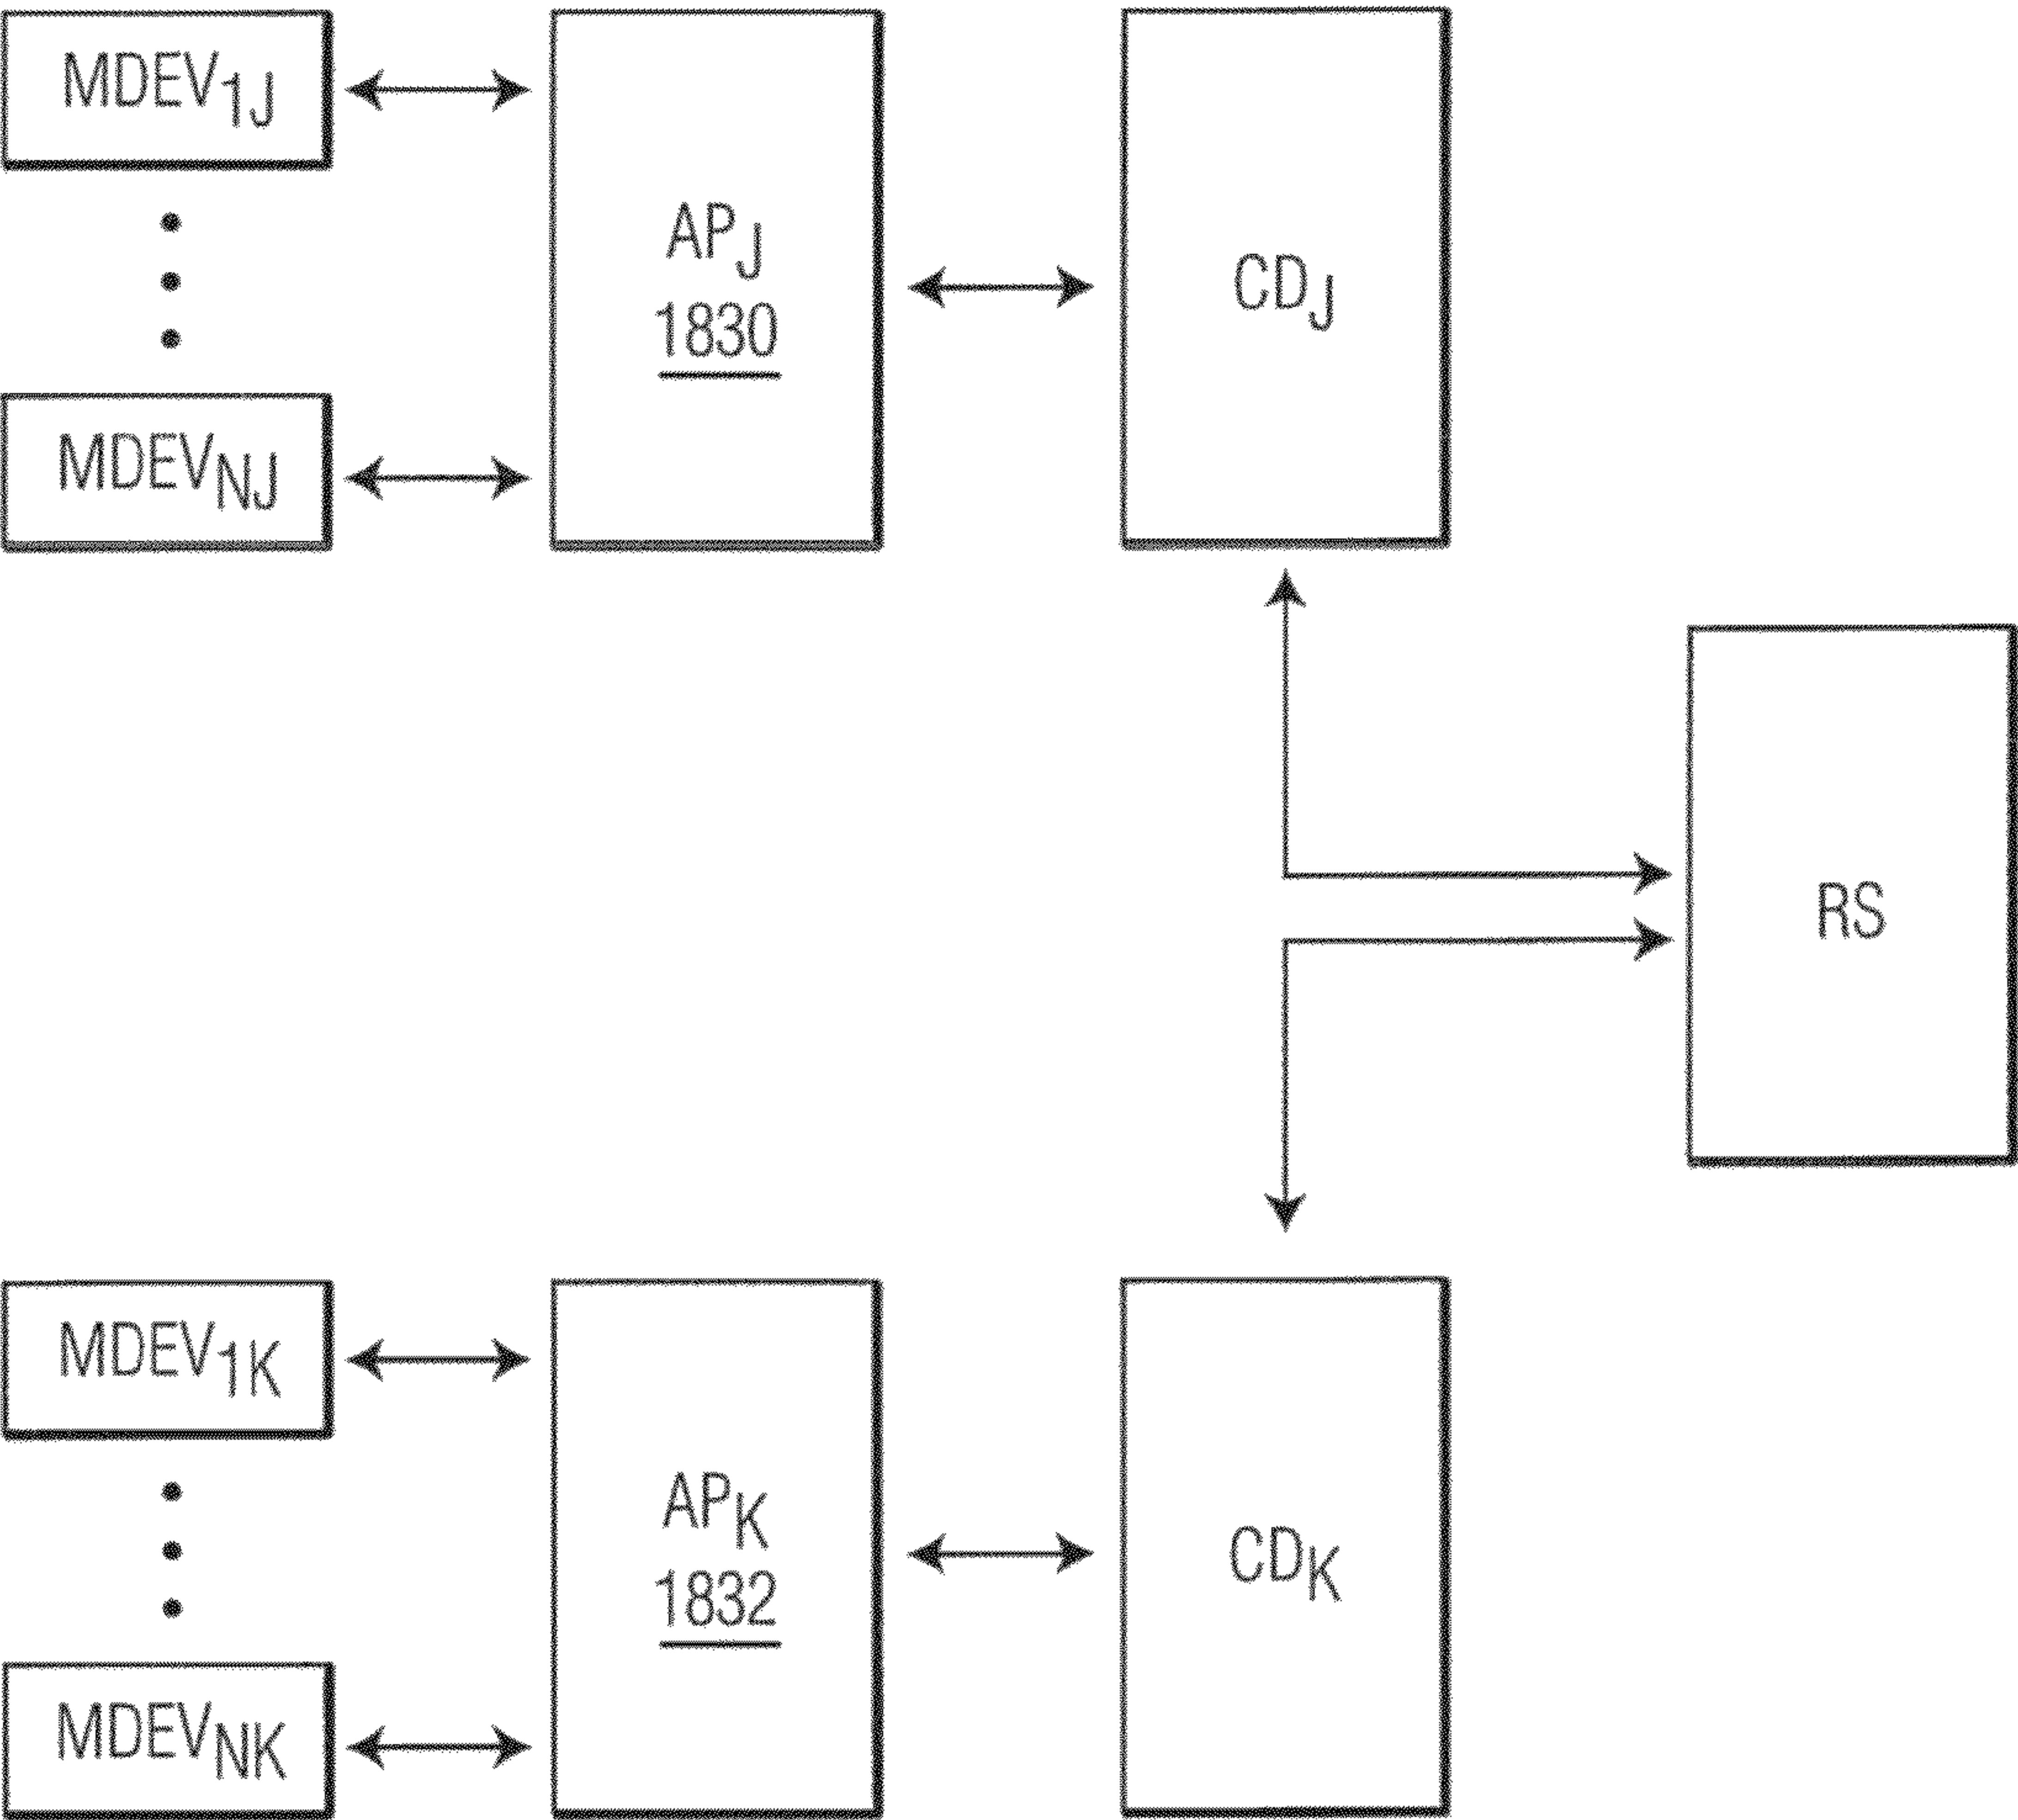 MDEV1J
APJ
1830
CDJ
MDEVNJ
RS
MDEV1K
APK
1832
CDK
MDEVNK